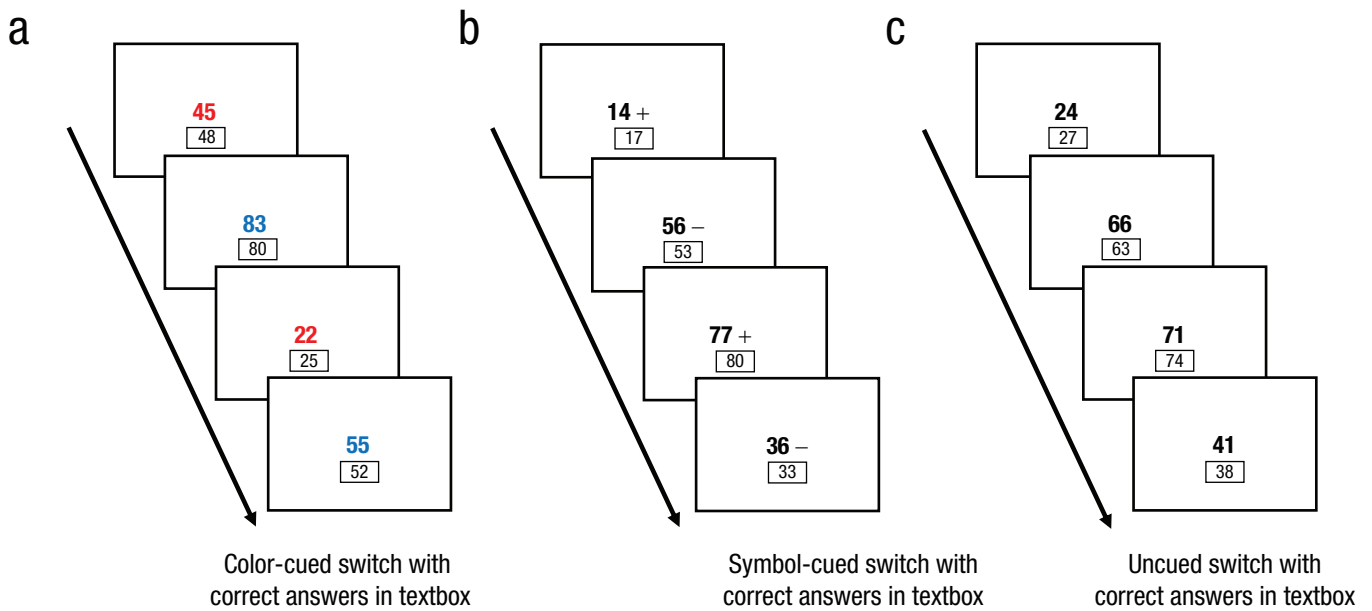 a
45
48
83
80
22
25
55
52
Color-cued switch with
correct answers in textbox
b
14 +
17
56 –
53
77 +
80
36 –
33
Symbol-cued switch with
correct answers in textbox
c
24
27
66
63
71
74
41
38
Uncued switch with
correct answers in textbox